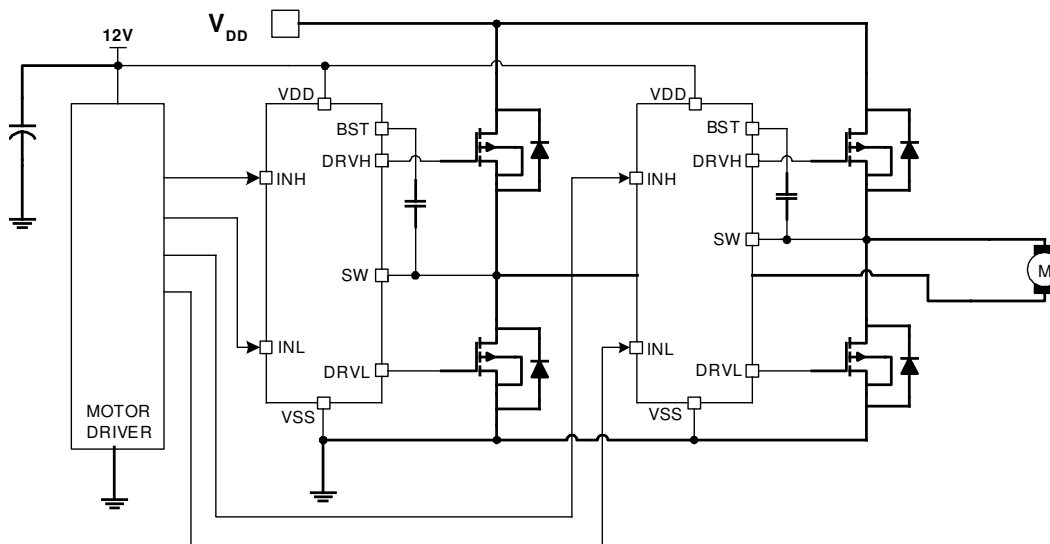 V DD
12V
VDD
BST
DRVH
INH
SW
INL
DRVL
VSS
MOTOR
DRIVER
VDD
BST
DRVH
INH
SW
INL
DRVL
VSS
M